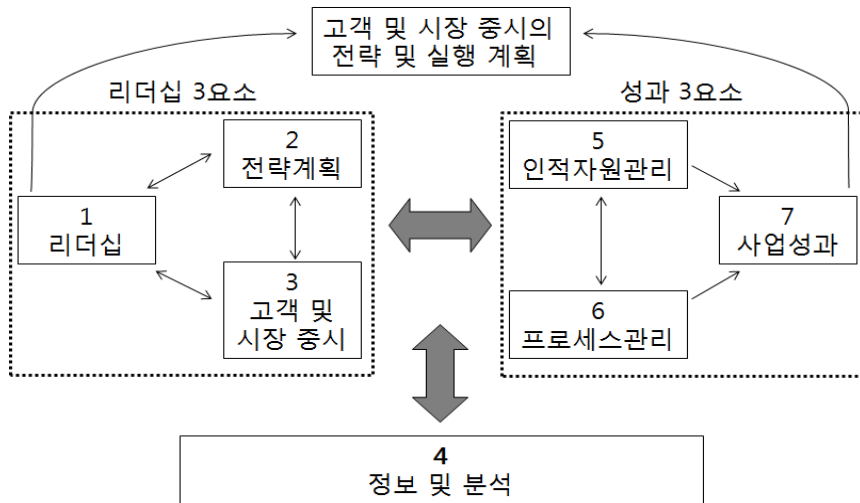 고객 및 시장 중시의
전략 및 실행 계획
리더십 3요소
성과 3요소
1
리더십
2
전략계획
3
고객 및
시장 중시
5
인적자원관리
6
프로세스관리
7
사업성과
4
정보 및 분석